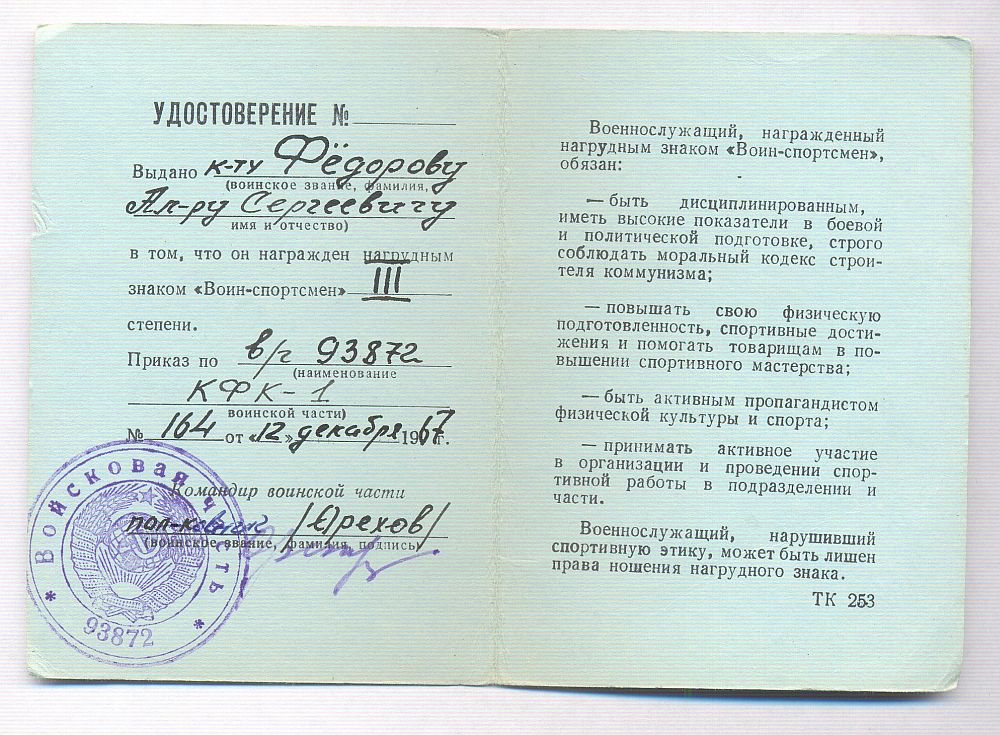 УДОСТОВЕРЕНИЕ №
Выдано к-ту Фёдорову
(воинское звание, фамилия,
Ал-ру Сергеевичу
имя и отчество)
в том, что он награжден нагрудным
знаком «Воин-спортсмен» III
степени.
Приказ по в/ч 93872
(наименование
КФК-1
воинской части)
№ 164 от «12» декабря 1967 г.
Командир воинской части
пол-ковник /Орехов/
(воинское звание, фамилия, подпись)
* Войсковая часть *
93872
Военнослужащий, награжденный
нагрудным знаком «Воин-спортсмен»,
обязан:
— быть дисциплинированным,
иметь высокие показатели в боевой
и политической подготовке, строго
соблюдать моральный кодекс строи-
теля коммунизма;
— повышать свою физическую
подготовленность, спортивные дости-
жения и помогать товарищам в по-
вышении спортивного мастерства;
— быть активным пропагандистом
физической культуры и спорта;
— принимать активное участие
в организации и проведении спор-
тивной работы в подразделении и
части.
Военнослужащий, нарушивший
спортивную этику, может быть лишен
права ношения нагрудного знака.
ТК 253